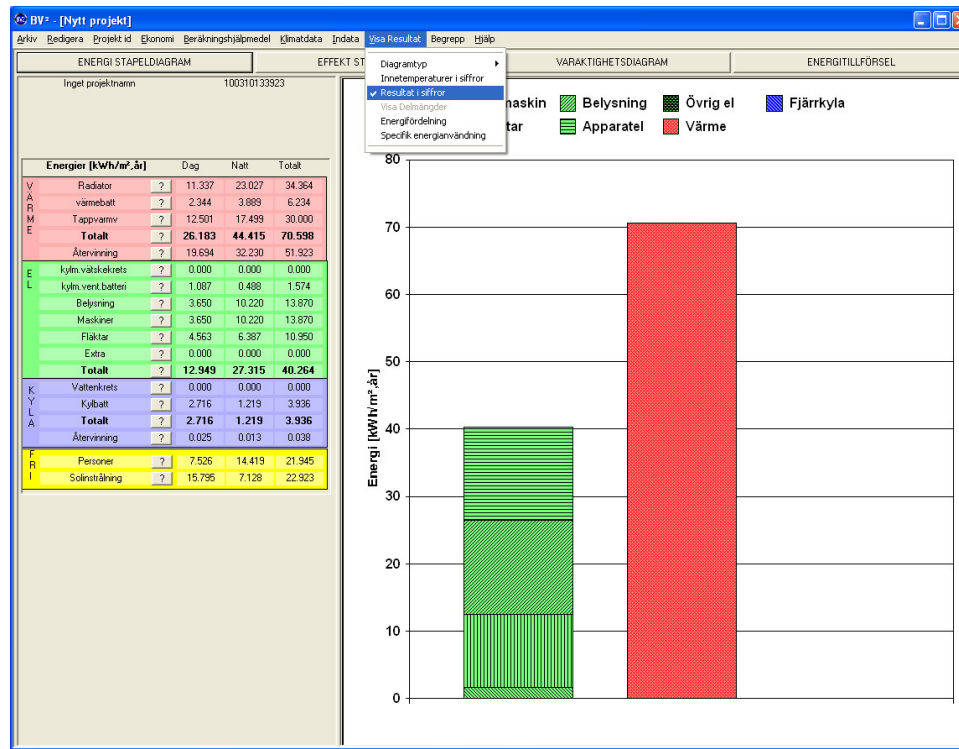 BV² - [Nytt projekt]
Arkiv Redigera Projekt id Ekonomi Beräkningshjälpmedel Klimatdata Indata Visa Resultat Begrepp Hjälp
ENERGI STAPELDIAGRAM EFFEKT ST VARAKTIGHETSDIAGRAM ENERGITILLFÖRSEL
Diagramtyp
Innetemperaturer i siffror
Resultat i siffror
Visa Delmängder
Energifördelning
Specifik energianvändning
Inget projektnamn 100310133923
Energier [kWh/m²,år] Dag Natt Totalt
VÄRME
Radiator ? 11.337 23.027 34.364
värmebatt ? 2.344 3.889 6.234
Tappvarmv ? 12.501 17.499 30.000
Totalt ? 26.183 44.415 70.598
Återvinning ? 19.694 32.230 51.923
EL
kylm.vätskekrets ? 0.000 0.000 0.000
kylm.vent.batteri ? 1.087 0.488 1.574
Belysning ? 3.650 10.220 13.870
Maskiner ? 3.650 10.220 13.870
Fläktar ? 4.563 6.387 10.950
Extra ? 0.000 0.000 0.000
Totalt ? 12.949 27.315 40.264
KYLA
Vattenkrets ? 0.000 0.000 0.000
Kylbatt ? 2.716 1.219 3.936
Totalt ? 2.716 1.219 3.936
Återvinning ? 0.025 0.013 0.038
FRI
Personer ? 7.526 14.419 21.945
Solinstrålning ? 15.795 7.128 22.923
maskin Belysning Övrig el Fjärrkyla
tar Apparatel Värme
Energi [kWh/m²,år]
80
70
60
50
40
30
20
10
0